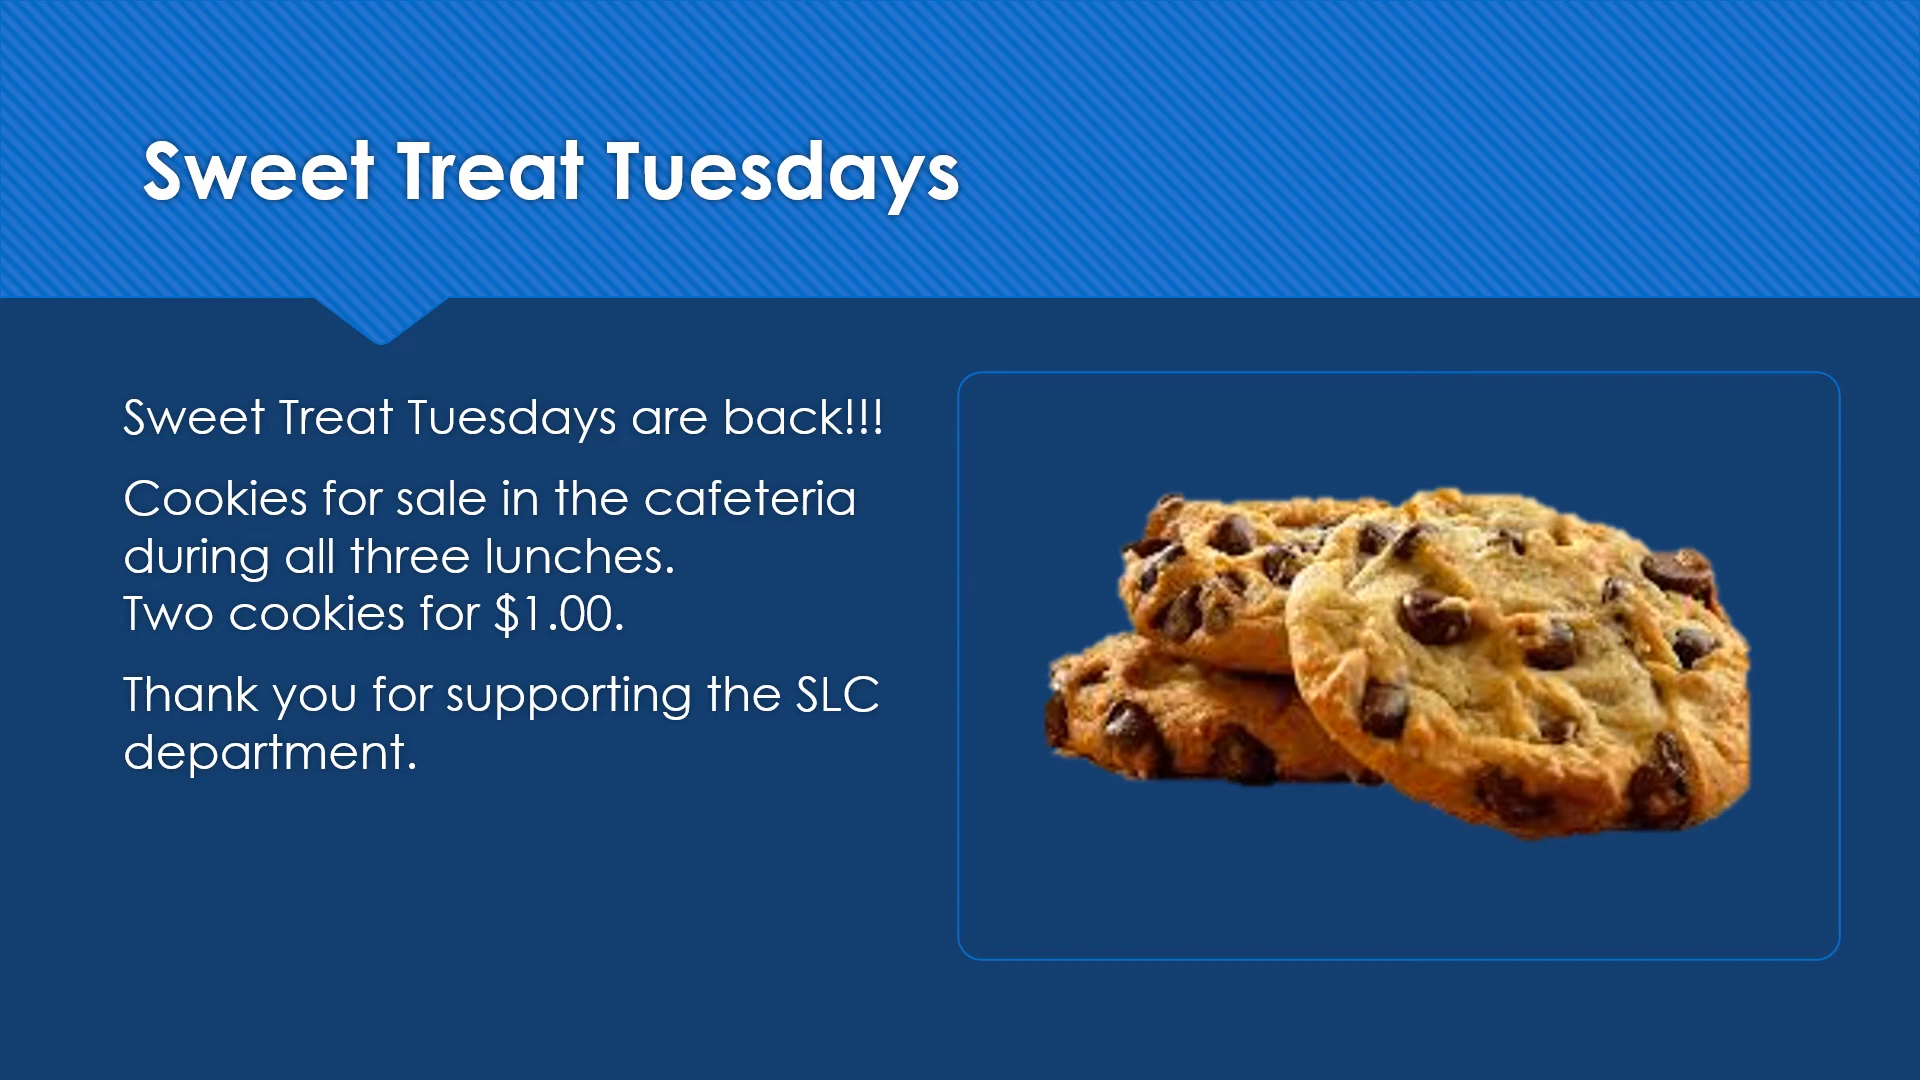 Sweet Treat Tuesdays
Sweet Treat Tuesdays are back!!!
Cookies for sale in the cafeteria
during all three lunches.
Two cookies for $1.00.
Thank you for supporting the SLC
department.